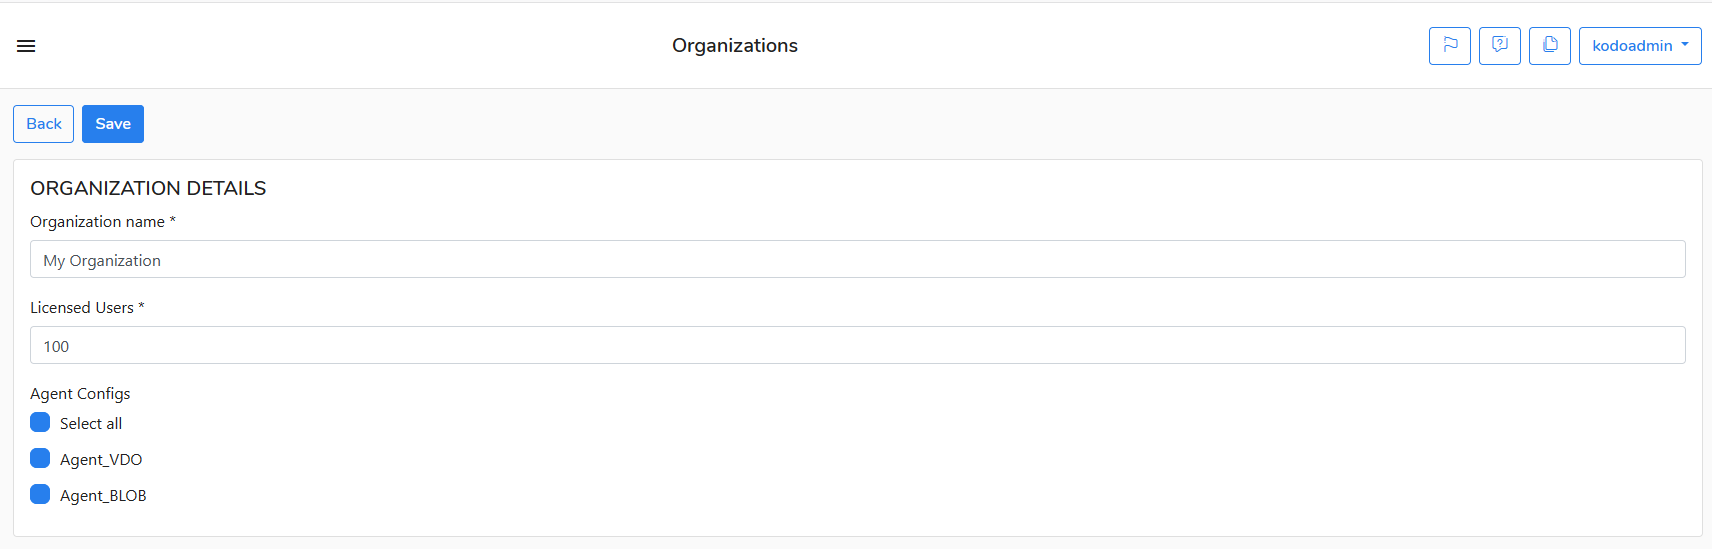 Organizations
kodoadmin
Back
Save
ORGANIZATION DETAILS
Organization name *
My Organization
Licensed Users *
100
Agent Configs
Select all
Agent_VDO
Agent_BLOB